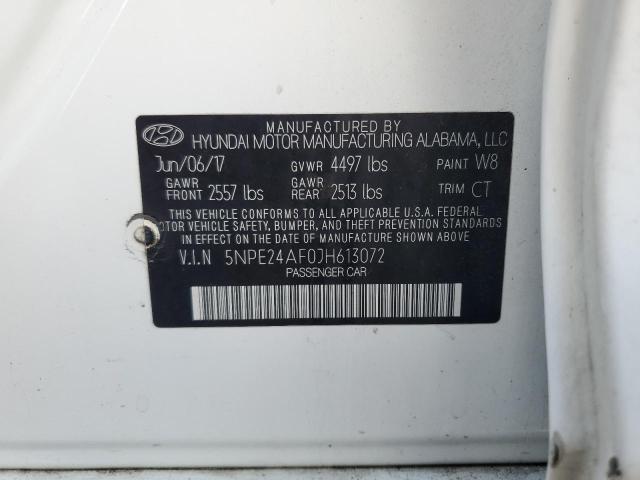 MANUFACTURED BY
HYUNDAI MOTOR MANUFACTURING ALABAMA, LLC
Jun/06/17 GVWR 4497 lbs PAINT W8
GAWR FRONT 2557 lbs GAWR REAR 2513 lbs TRIM CT
THIS VEHICLE CONFORMS TO ALL APPLICABLE U.S.A. FEDERAL
MOTOR VEHICLE SAFETY, BUMPER, AND THEFT PREVENTION STANDARDS
IN EFFECT ON THE DATE OF MANUFACTURE SHOWN ABOVE.
V.I.N 5NPE24AF0JH613072
PASSENGER CAR